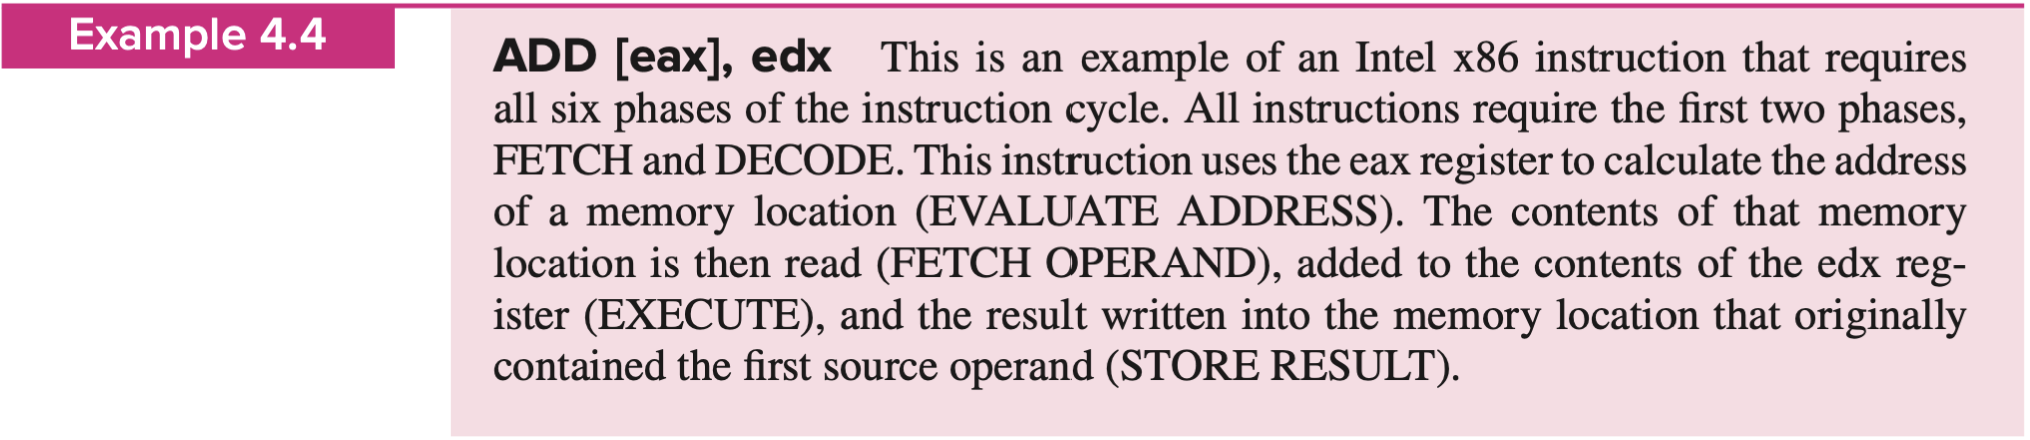 Example 4.4
ADD [eax], edx This is an example of an Intel x86 instruction that requires
all six phases of the instruction cycle. All instructions require the first two phases,
FETCH and DECODE. This instruction uses the eax register to calculate the address
of a memory location (EVALUATE ADDRESS). The contents of that memory
location is then read (FETCH OPERAND), added to the contents of the edx reg-
ister (EXECUTE), and the result written into the memory location that originally
contained the first source operand (STORE RESULT).